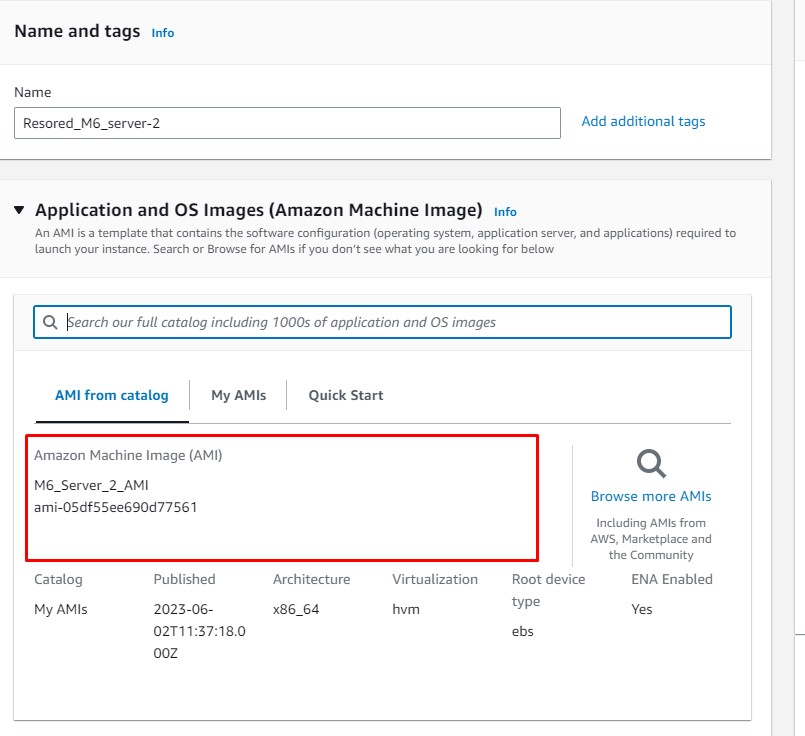 Name and tags Info
Name
Resored_M6_server-2
Add additional tags
Application and OS Images (Amazon Machine Image) Info
An AMI is a template that contains the software configuration (operating system, application server, and applications) required to
launch your instance. Search or Browse for AMIs if you don't see what you are looking for below
Search our full catalog including 1000s of application and OS images
AMI from catalog
My AMIs
Quick Start
Amazon Machine Image (AMI)
M6_Server_2_AMI
ami-05df55ee690d77561
Browse more AMIs
Including AMIs from
AWS, Marketplace and
the Community
Catalog
My AMIs
Published
2023-06-
02T11:37:18.0
00Z
Architecture
x86_64
Virtualization
hvm
Root device
type
ebs
ENA Enabled
Yes